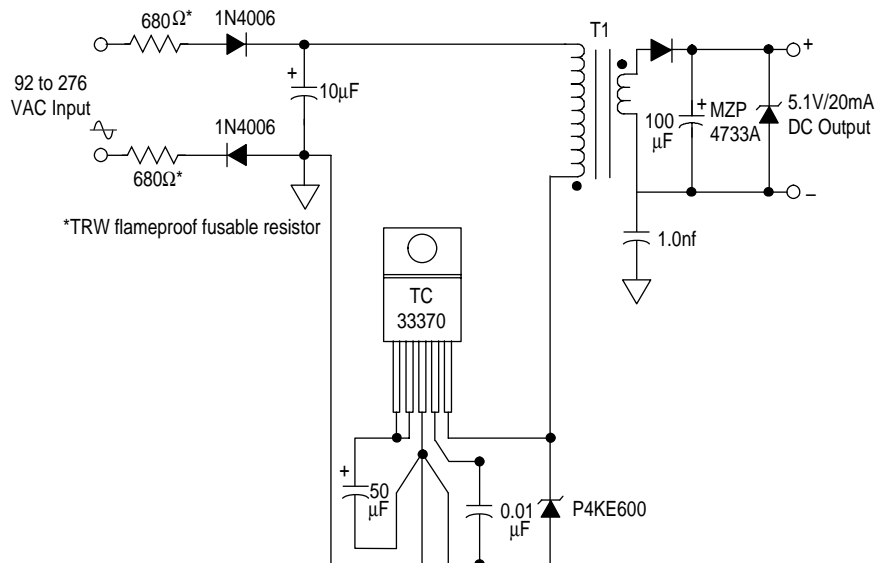 680Ω*
1N4006
T1
+
92 to 276
VAC Input
+
10µF
100
µF
+
MZP
4733A
5.1V/20mA
DC Output
1N4006
680Ω*
–
*TRW flameproof fusable resistor
1.0nf
TC
33370
+
50
µF
0.01
µF
P4KE600